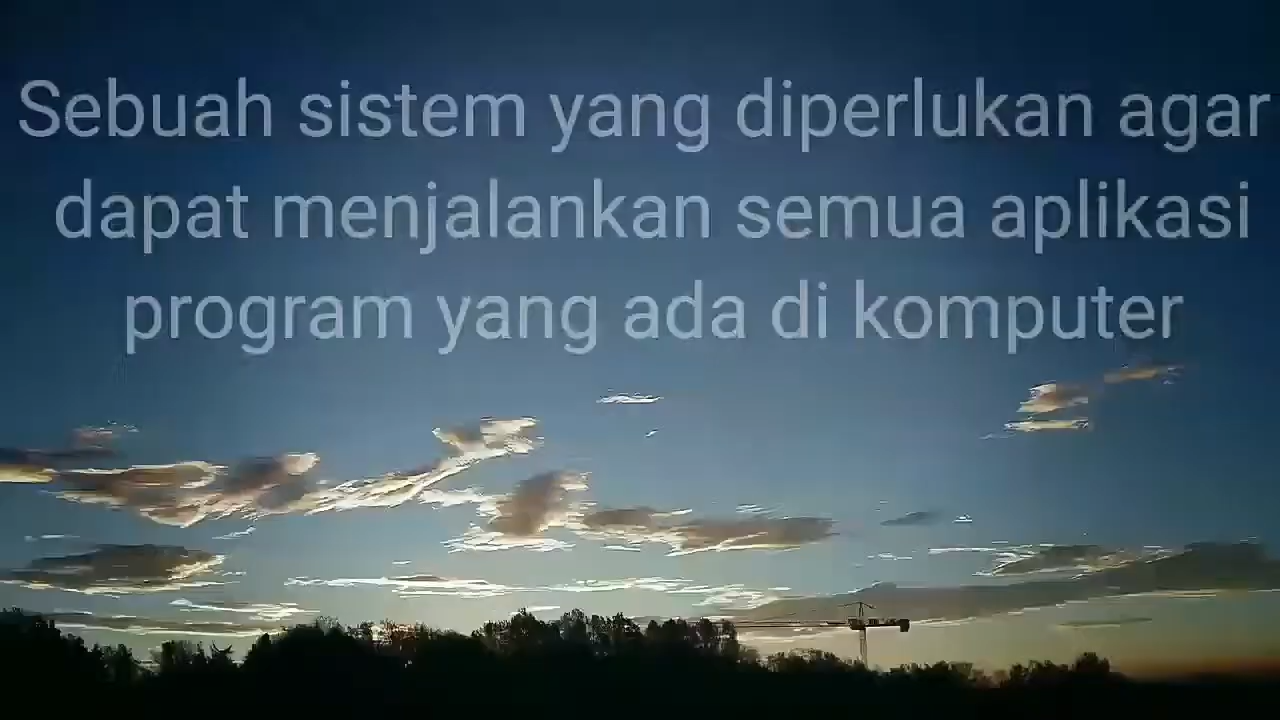 Sebuah sistem yang diperlukan agar
dapat menjalankan semua aplikasi
program yang ada di komputer